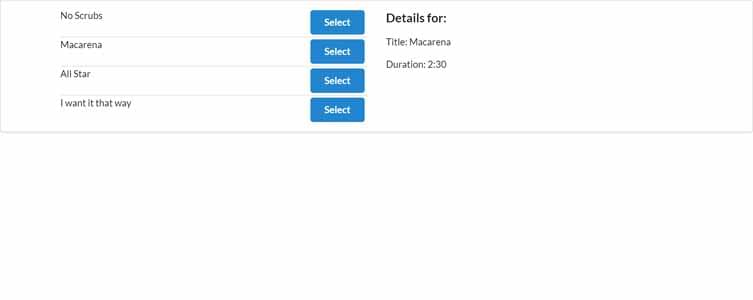 No Scrubs
Select
Macarena
Select
All Star
Select
I want it that way
Select
Details for:
Title: Macarena
Duration: 2:30